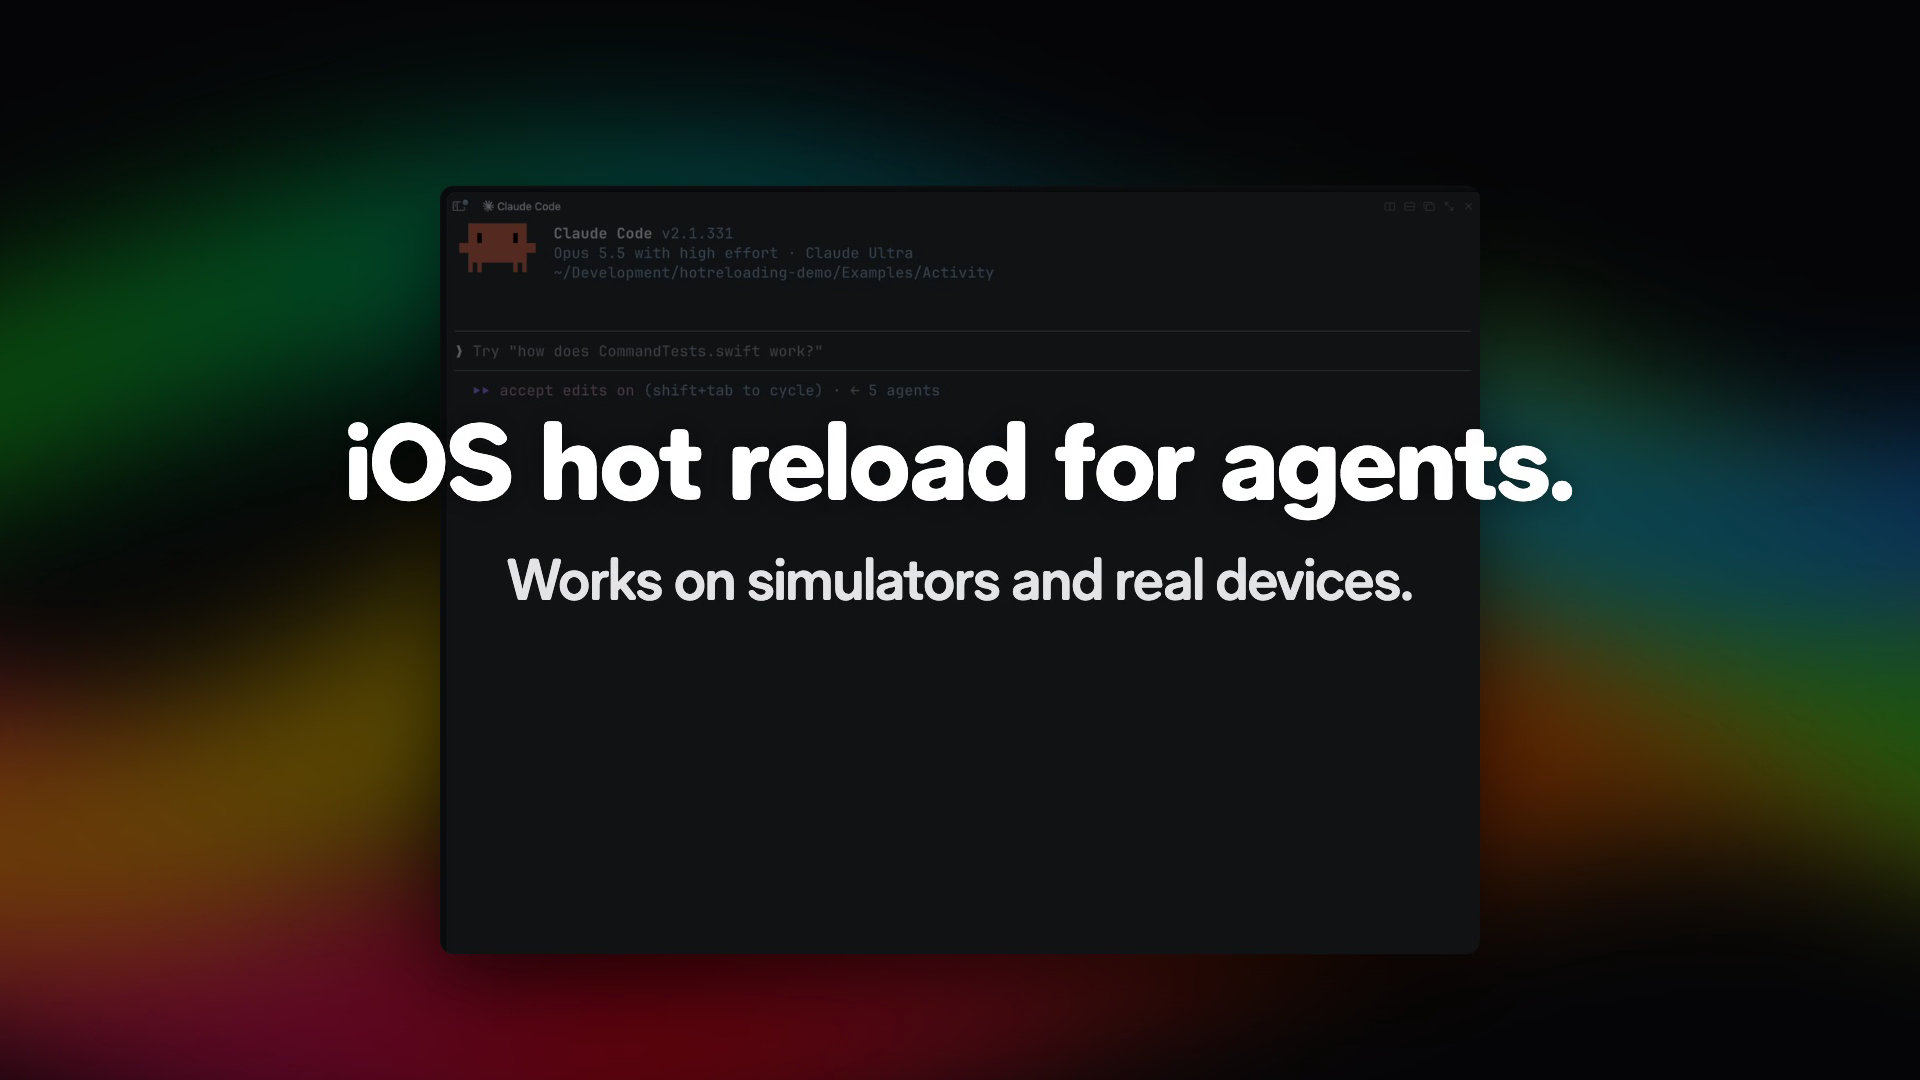 Claude Code
Claude Code v2.1.331
Opus 5.5 with high effort · Claude Ultra
~/Development/hotreloading-demo/Examples/Activity
❯ Try "how does CommandTests.swift work?"
▸▸ accept edits on (shift+tab to cycle) · ← 5 agents
iOS hot reload for agents.
Works on simulators and real devices.